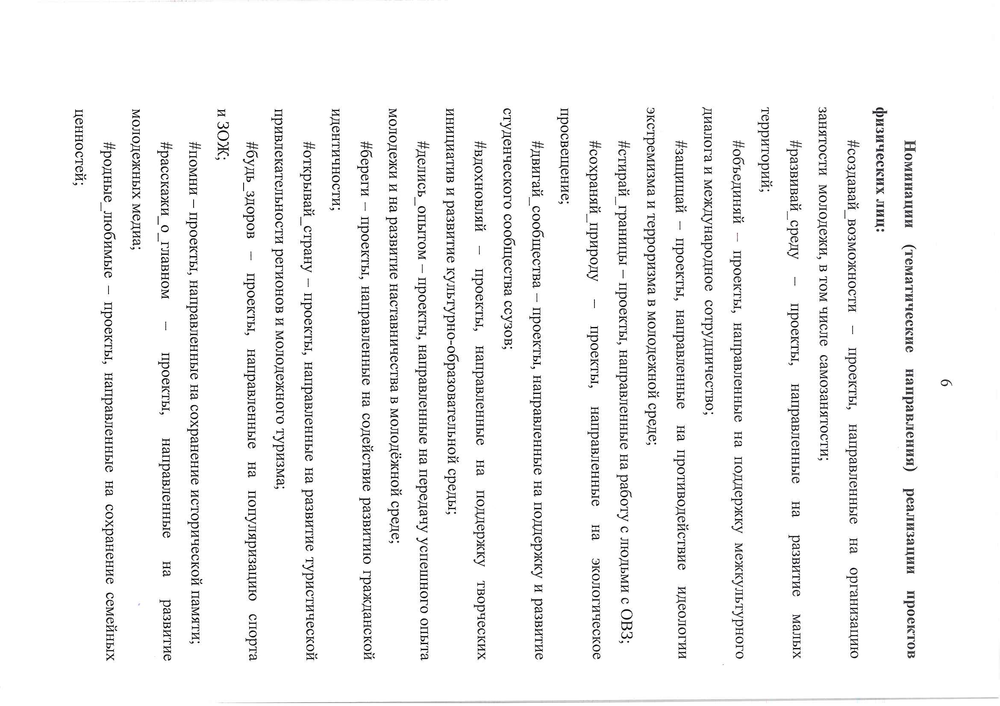 6
Номинации (тематические направления) реализации проектов
физических лиц:
#создавай_возможности – проекты, направленные на организацию
занятости молодежи, в том числе самозанятости;
#развивай_среду – проекты, направленные на развитие малых
территорий;
#объединяй – проекты, направленные на поддержку межкультурного
диалога и международное сотрудничество;
#защищай – проекты, направленные на противодействие идеологии
экстремизма и терроризма в молодежной среде;
#стирай_границы – проекты, направленные на работу с людьми с ОВЗ;
#сохраняй_природу – проекты, направленные на экологическое
просвещение;
#двигай_сообщества – проекты, направленные на поддержку и развитие
студенческого сообщества ссузов;
#вдохновляй – проекты, направленные на поддержку творческих
инициатив и развитие культурно-образовательной среды;
#делись_опытом – проекты, направленные на передачу успешного опыта
молодежи и на развитие наставничества в молодёжной среде;
#береги – проекты, направленные на содействие развитию гражданской
идентичности;
#открывай_страну – проекты, направленные на развитие туристической
привлекательности регионов и молодежного туризма;
#будь_здоров – проекты, направленные на популяризацию спорта
и ЗОЖ;
#помни – проекты, направленные на сохранение исторической памяти;
#расскажи_о_главном – проекты, направленные на развитие
молодежных медиа;
#родные_любимые – проекты, направленные на сохранение семейных
ценностей;